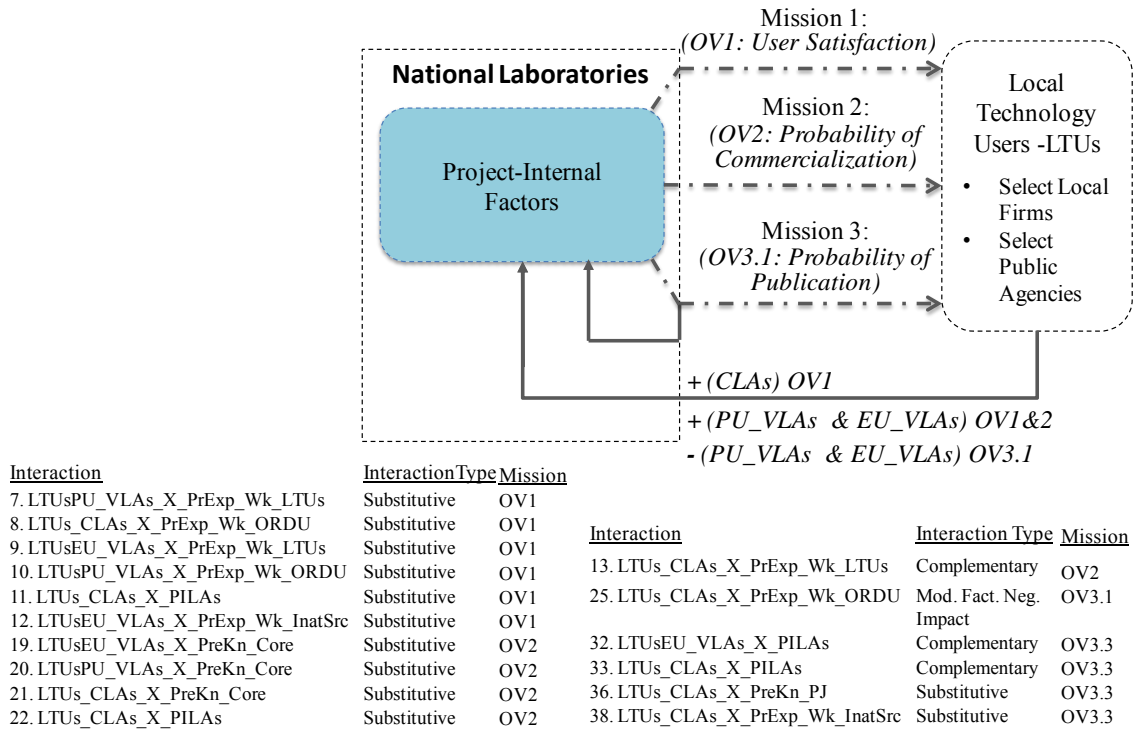 Mission 1:
(OV1: User Satisfaction)
National Laboratories
Project-Internal
Factors
Mission 2:
(OV2: Probability of
Commercialization)
Mission 3:
(OV3.1: Probability of
Publication)
Local
Technology
Users -LTUs
• Select Local
Firms
• Select
Public
Agencies
+ (CLAs) OV1
+ (PU_VLAs & EU_VLAs) OV1&2
- (PU_VLAs & EU_VLAs) OV3.1
Interaction Interaction Type Mission
7. LTUsPU_VLAs_X_PrExp_Wk_LTUs Substitutive OV1
8. LTUs_CLAs_X_PrExp_Wk_ORDU Substitutive OV1
9. LTUsEU_VLAs_X_PrExp_Wk_LTUs Substitutive OV1
10. LTUsPU_VLAs_X_PrExp_Wk_ORDU Substitutive OV1
11. LTUs_CLAs_X_PILAs Substitutive OV1
12. LTUsEU_VLAs_X_PrExp_Wk_InatSrc Substitutive OV1
19. LTUsEU_VLAs_X_PreKn_Core Substitutive OV2
20. LTUsPU_VLAs_X_PreKn_Core Substitutive OV2
21. LTUs_CLAs_X_PreKn_Core Substitutive OV2
22. LTUs_CLAs_X_PILAs Substitutive OV2
Interaction Interaction Type Mission
13. LTUs_CLAs_X_PrExp_Wk_LTUs Complementary OV2
25. LTUs_CLAs_X_PrExp_Wk_ORDU Mod. Fact. Neg. OV3.1
Impact
32. LTUsEU_VLAs_X_PILAs Complementary OV3.3
33. LTUs_CLAs_X_PILAs Complementary OV3.3
36. LTUs_CLAs_X_PreKn_PJ Substitutive OV3.3
38. LTUs_CLAs_X_PrExp_Wk_InatSrc Substitutive OV3.3